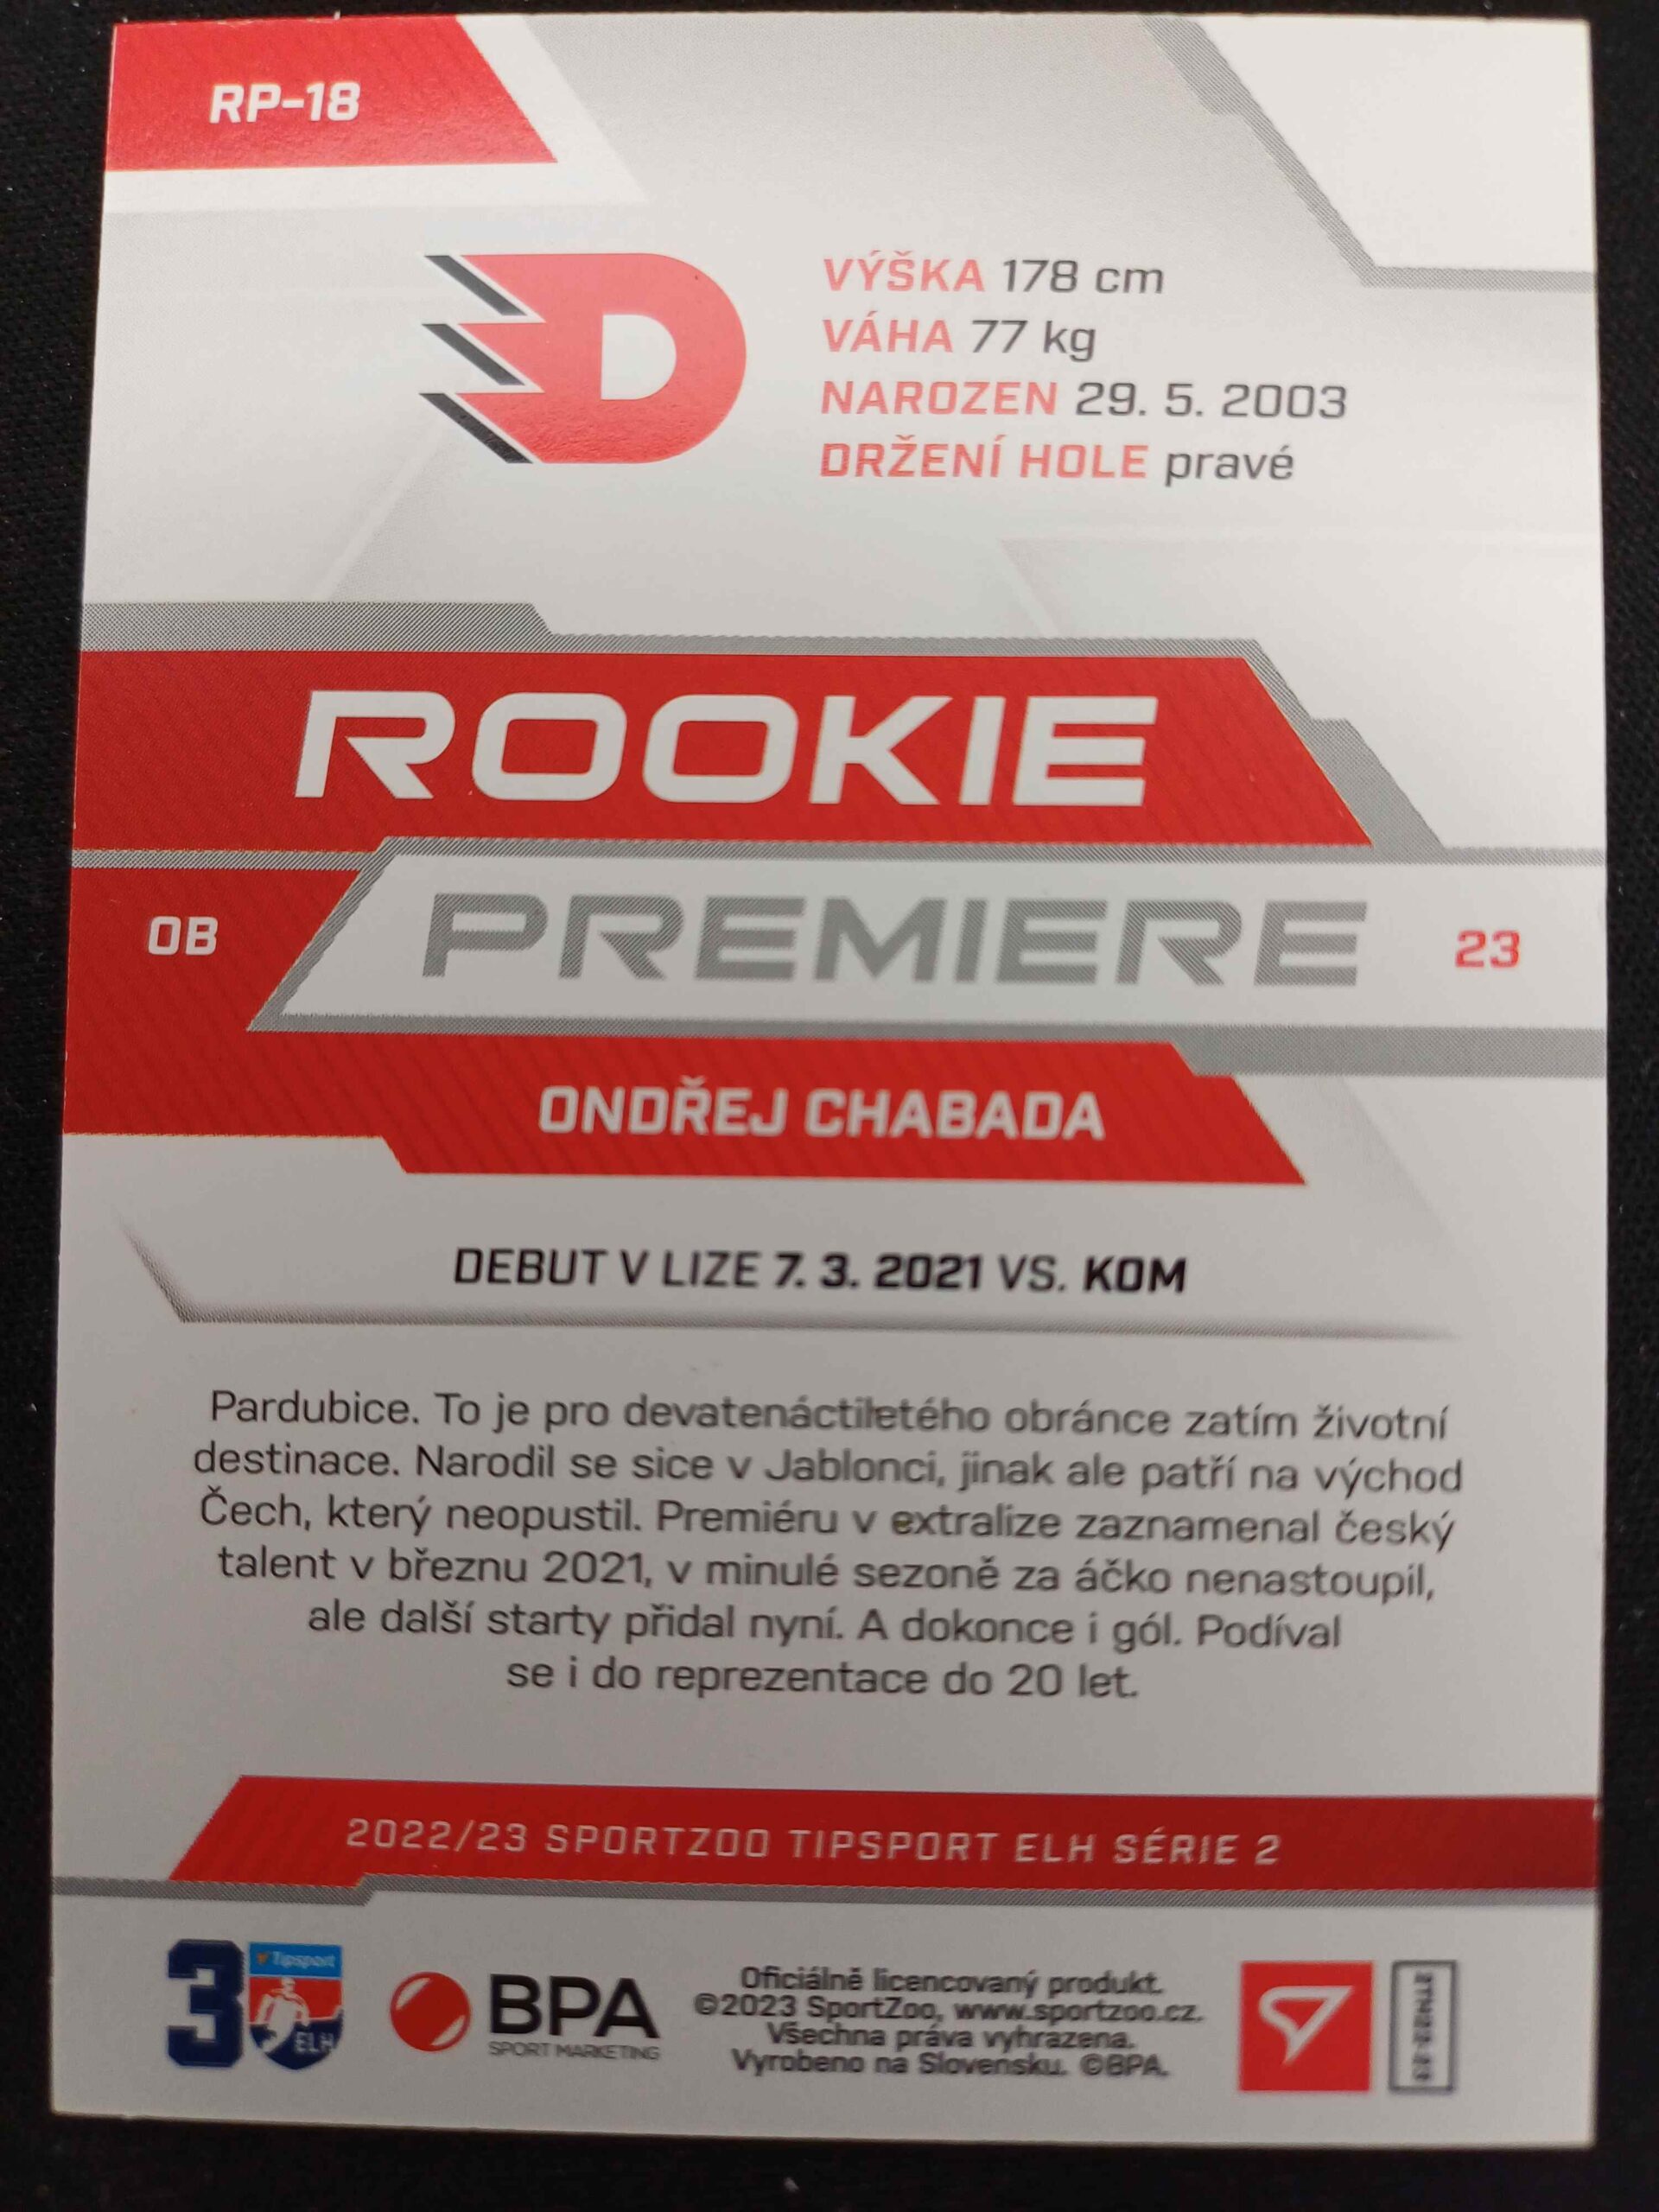 RP-18
D
VÝŠKA 178 cm
VÁHA 77 kg
NAROZEN 29. 5. 2003
DRŽENÍ HOLE pravé
ROOKIE
OB PREMIERE 23
ONDŘEJ CHABADA
DEBUT V LIZE 7. 3. 2021 VS. KOM
Pardubice. To je pro devatenáctiletého obránce zatím životní
destinace. Narodil se sice v Jablonci, jinak ale patří na východ
Čech, který neopustil. Premiéru v extralize zaznamenal český
talent v březnu 2021, v minulé sezoně za áčko nenastoupil,
ale další starty přidal nyní. A dokonce i gól. Podíval
se i do reprezentace do 20 let.
2022/23 SPORTZOO TIPSPORT ELH SÉRIE 2
3 Tipsport ELH
BPA
SPORT MARKETING
Oficiálně licencovaný produkt.
©2023 SportZoo, www.sportzoo.cz.
Všechna práva vyhrazena.
Vyrobeno na Slovensku. ©BPA.